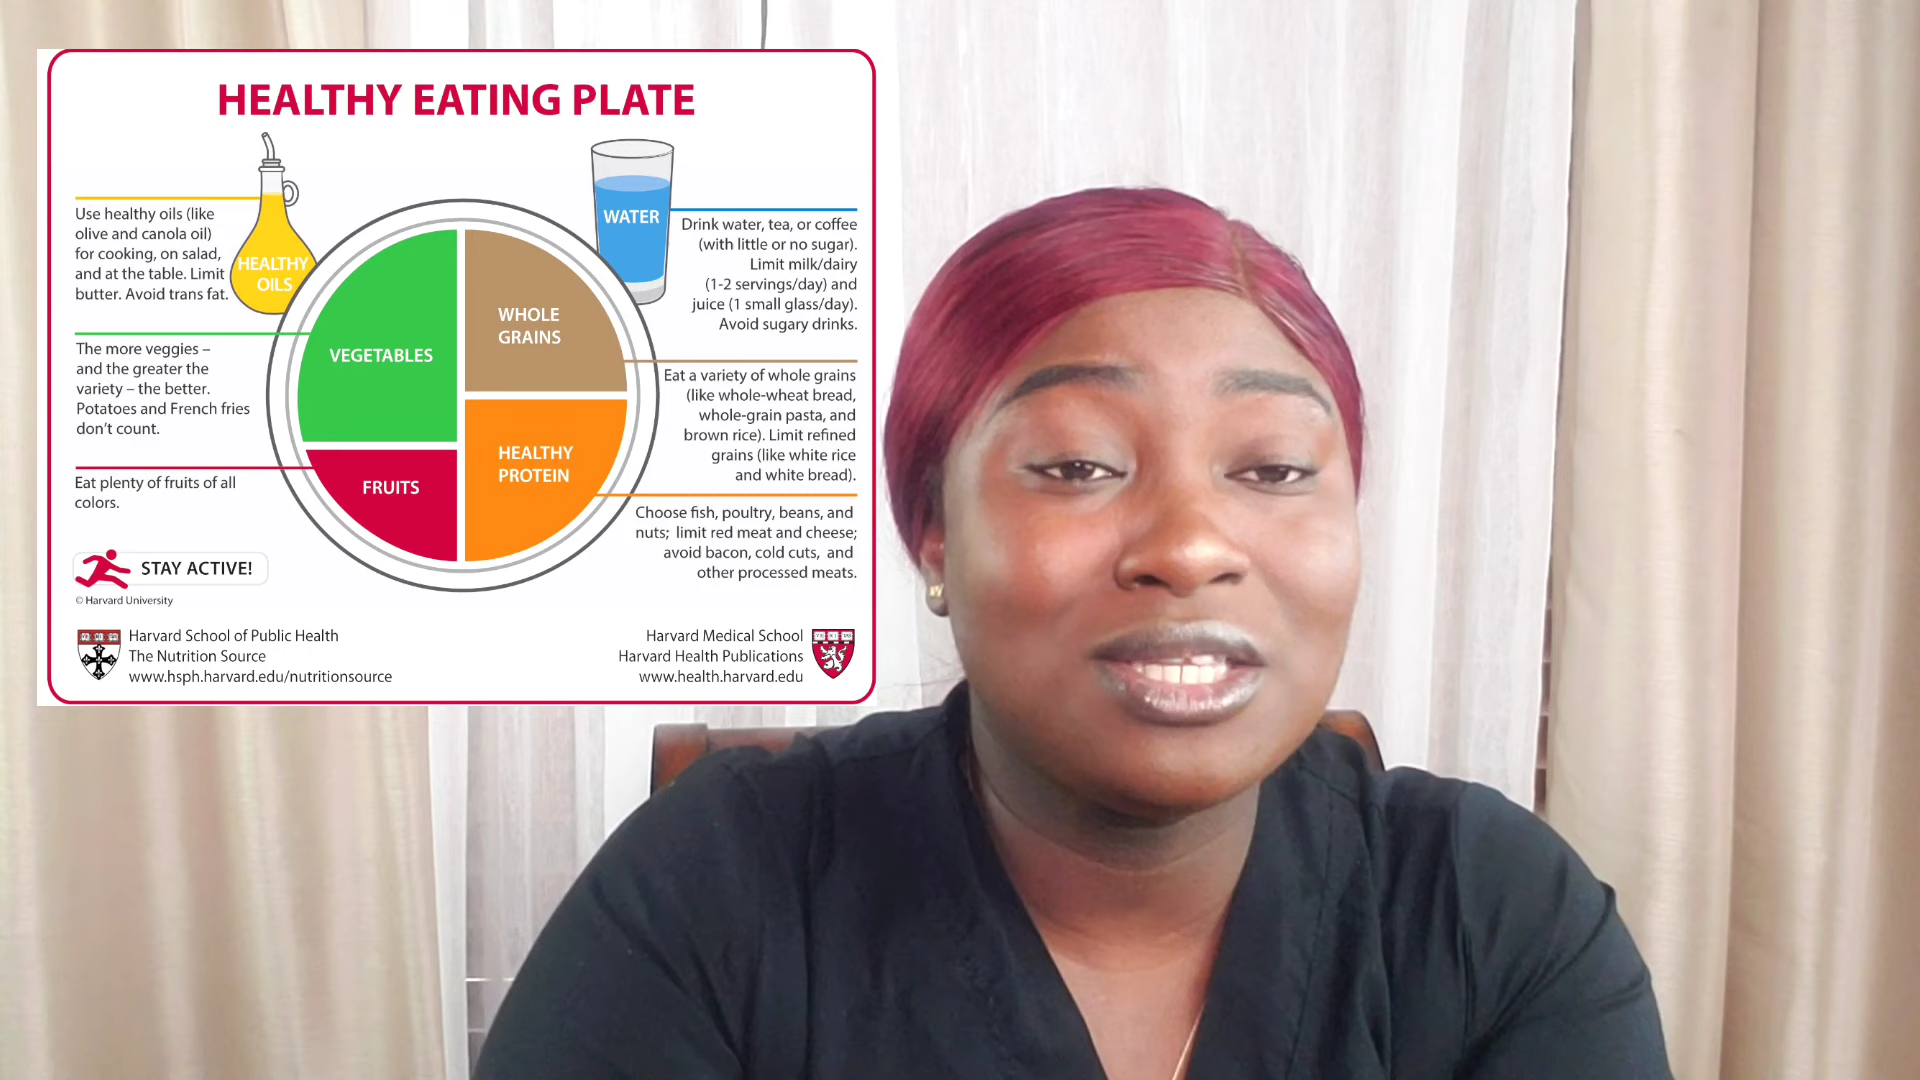 HEALTHY EATING PLATE
Use healthy oils (like
olive and canola oil)
for cooking, on salad,
and at the table. Limit
butter. Avoid trans fat.
HEALTHY
OILS
The more veggies –
and the greater the
variety – the better.
Potatoes and French fries
don't count.
Eat plenty of fruits of all
colors.
VEGETABLES
FRUITS
WHOLE
GRAINS
HEALTHY
PROTEIN
WATER
Drink water, tea, or coffee
(with little or no sugar).
Limit milk/dairy
(1-2 servings/day) and
juice (1 small glass/day).
Avoid sugary drinks.
Eat a variety of whole grains
(like whole-wheat bread,
whole-grain pasta, and
brown rice). Limit refined
grains (like white rice
and white bread).
Choose fish, poultry, beans, and
nuts; limit red meat and cheese;
avoid bacon, cold cuts, and
other processed meats.
STAY ACTIVE!
© Harvard University
Harvard School of Public Health
The Nutrition Source
www.hsph.harvard.edu/nutritionsource
Harvard Medical School
Harvard Health Publications
www.health.harvard.edu